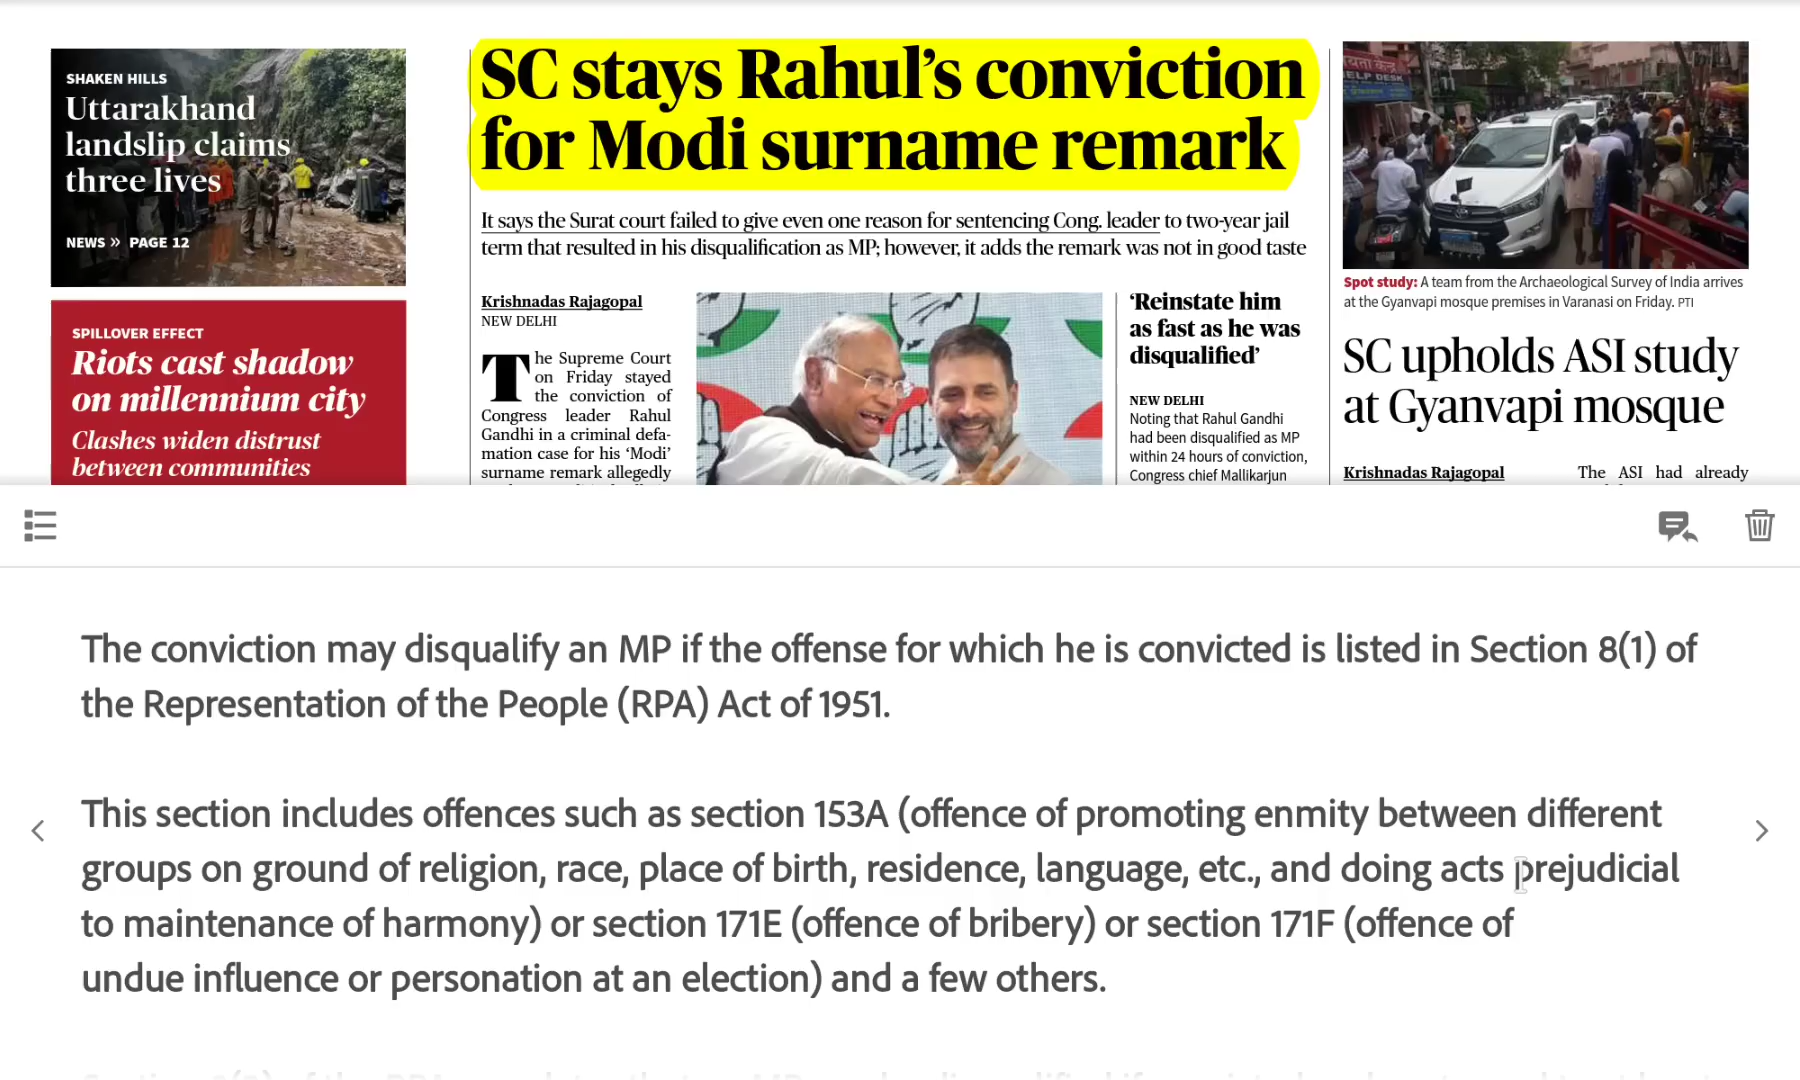 SHAKEN HILLS
Uttarakhand
landslip claims
three lives
NEWS » PAGE 12
SPILLOVER EFFECT
Riots cast shadow
on millennium city
Clashes widen distrust
between communities
SC stays Rahul’s conviction
for Modi surname remark
It says the Surat court failed to give even one reason for sentencing Cong. leader to two-year jail
term that resulted in his disqualification as MP; however, it adds the remark was not in good taste
Krishnadas Rajagopal
NEW DELHI
The Supreme Court
on Friday stayed
the conviction of
Congress leader Rahul
Gandhi in a criminal defa-
mation case for his ‘Modi’
surname remark allegedly
‘Reinstate him
as fast as he was
disqualified’
NEW DELHI
Noting that Rahul Gandhi
had been disqualified as MP
within 24 hours of conviction,
Congress chief Mallikarjun
HELP DESK
Spot study: A team from the Archaeological Survey of India arrives
at the Gyanvapi mosque premises in Varanasi on Friday. PTI
SC upholds ASI study
at Gyanvapi mosque
Krishnadas Rajagopal
The ASI had already
The conviction may disqualify an MP if the offense for which he is convicted is listed in Section 8(1) of
the Representation of the People (RPA) Act of 1951.
This section includes offences such as section 153A (offence of promoting enmity between different
groups on ground of religion, race, place of birth, residence, language, etc., and doing acts prejudicial
to maintenance of harmony) or section 171E (offence of bribery) or section 171F (offence of
undue influence or personation at an election) and a few others.